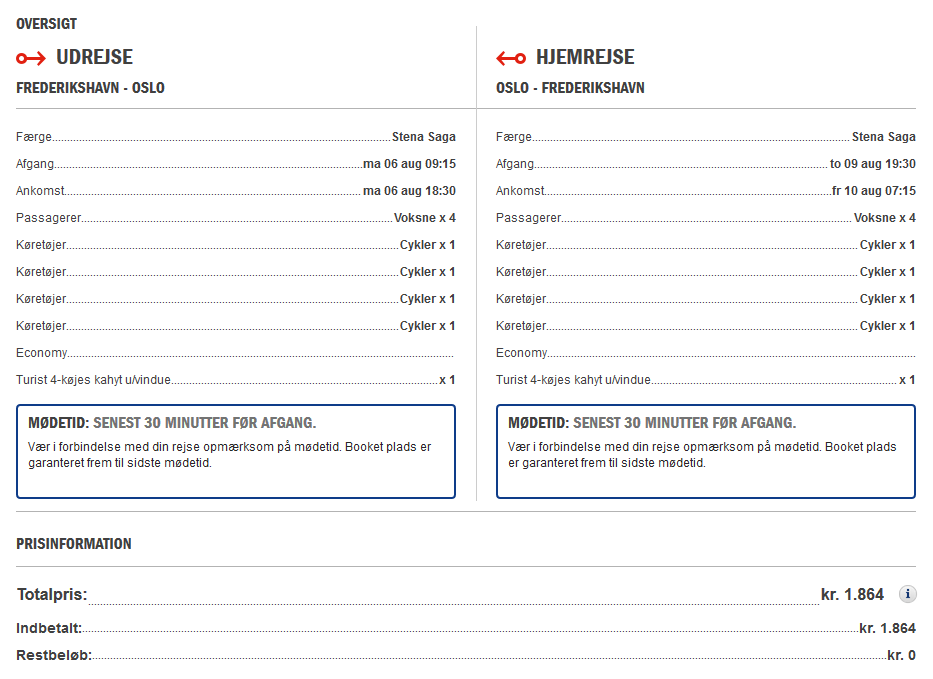 OVERSIGT
UDREJSE
FREDERIKSHAVN - OSLO
Færge Stena Saga
Afgang ma 06 aug 09:15
Ankomst ma 06 aug 18:30
Passagerer Voksne x 4
Køretøjer Cykler x 1
Køretøjer Cykler x 1
Køretøjer Cykler x 1
Køretøjer Cykler x 1
Economy
Turist 4-køjes kahyt u/vindue x 1
MØDETID: SENEST 30 MINUTTER FØR AFGANG.
Vær i forbindelse med din rejse opmærksom på mødetid. Booket plads er
garanteret frem til sidste mødetid.
HJEMREJSE
OSLO - FREDERIKSHAVN
Færge Stena Saga
Afgang to 09 aug 19:30
Ankomst fr 10 aug 07:15
Passagerer Voksne x 4
Køretøjer Cykler x 1
Køretøjer Cykler x 1
Køretøjer Cykler x 1
Køretøjer Cykler x 1
Economy
Turist 4-køjes kahyt u/vindue x 1
MØDETID: SENEST 30 MINUTTER FØR AFGANG.
Vær i forbindelse med din rejse opmærksom på mødetid. Booket plads
er garanteret frem til sidste mødetid.
PRISINFORMATION
Totalpris: kr. 1.864 i
Indbetalt: kr. 1.864
Restbeløb: kr. 0